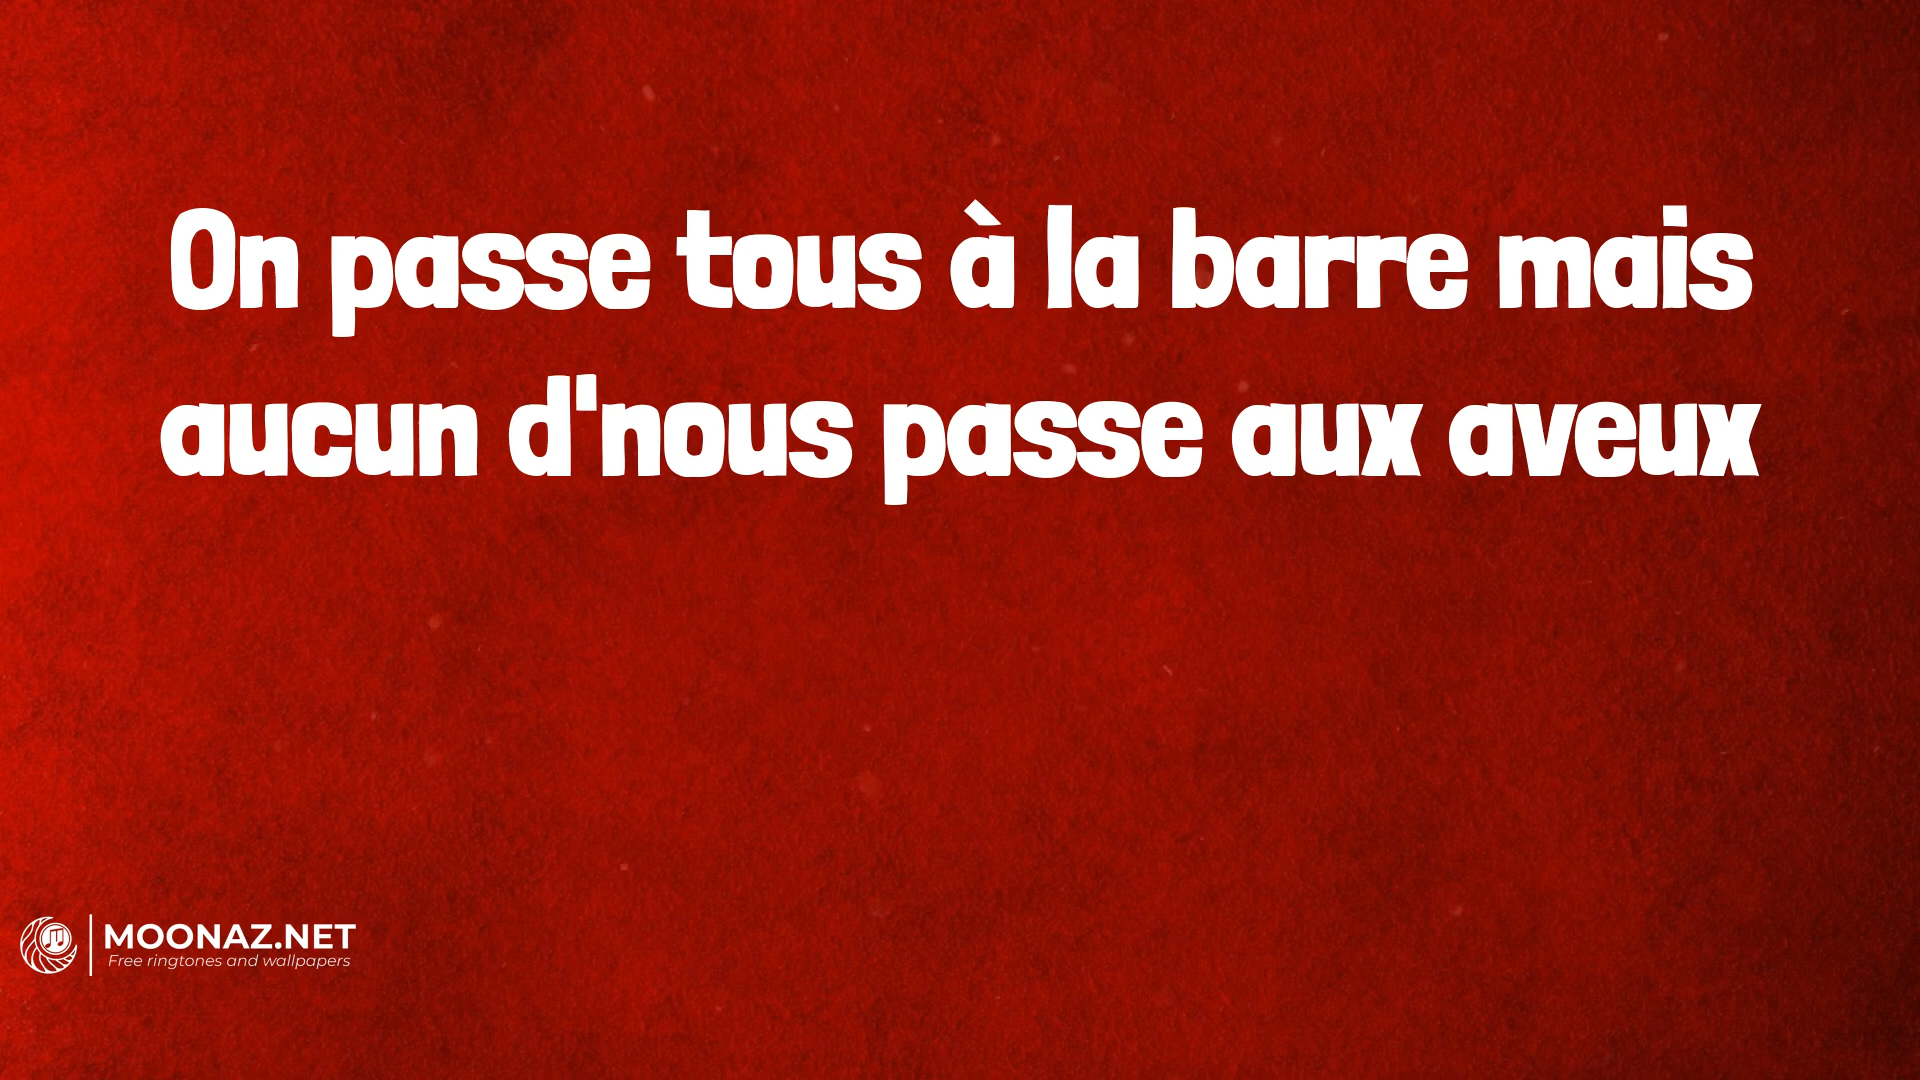 On passe tous à la barre mais
aucun d'nous passe aux aveux
MOONAZ.NET
Free ringtones and wallpapers